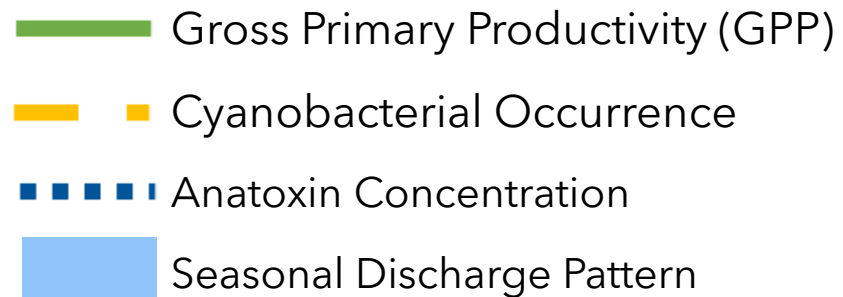 Gross Primary Productivity (GPP)
Cyanobacterial Occurrence
Anatoxin Concentration
Seasonal Discharge Pattern